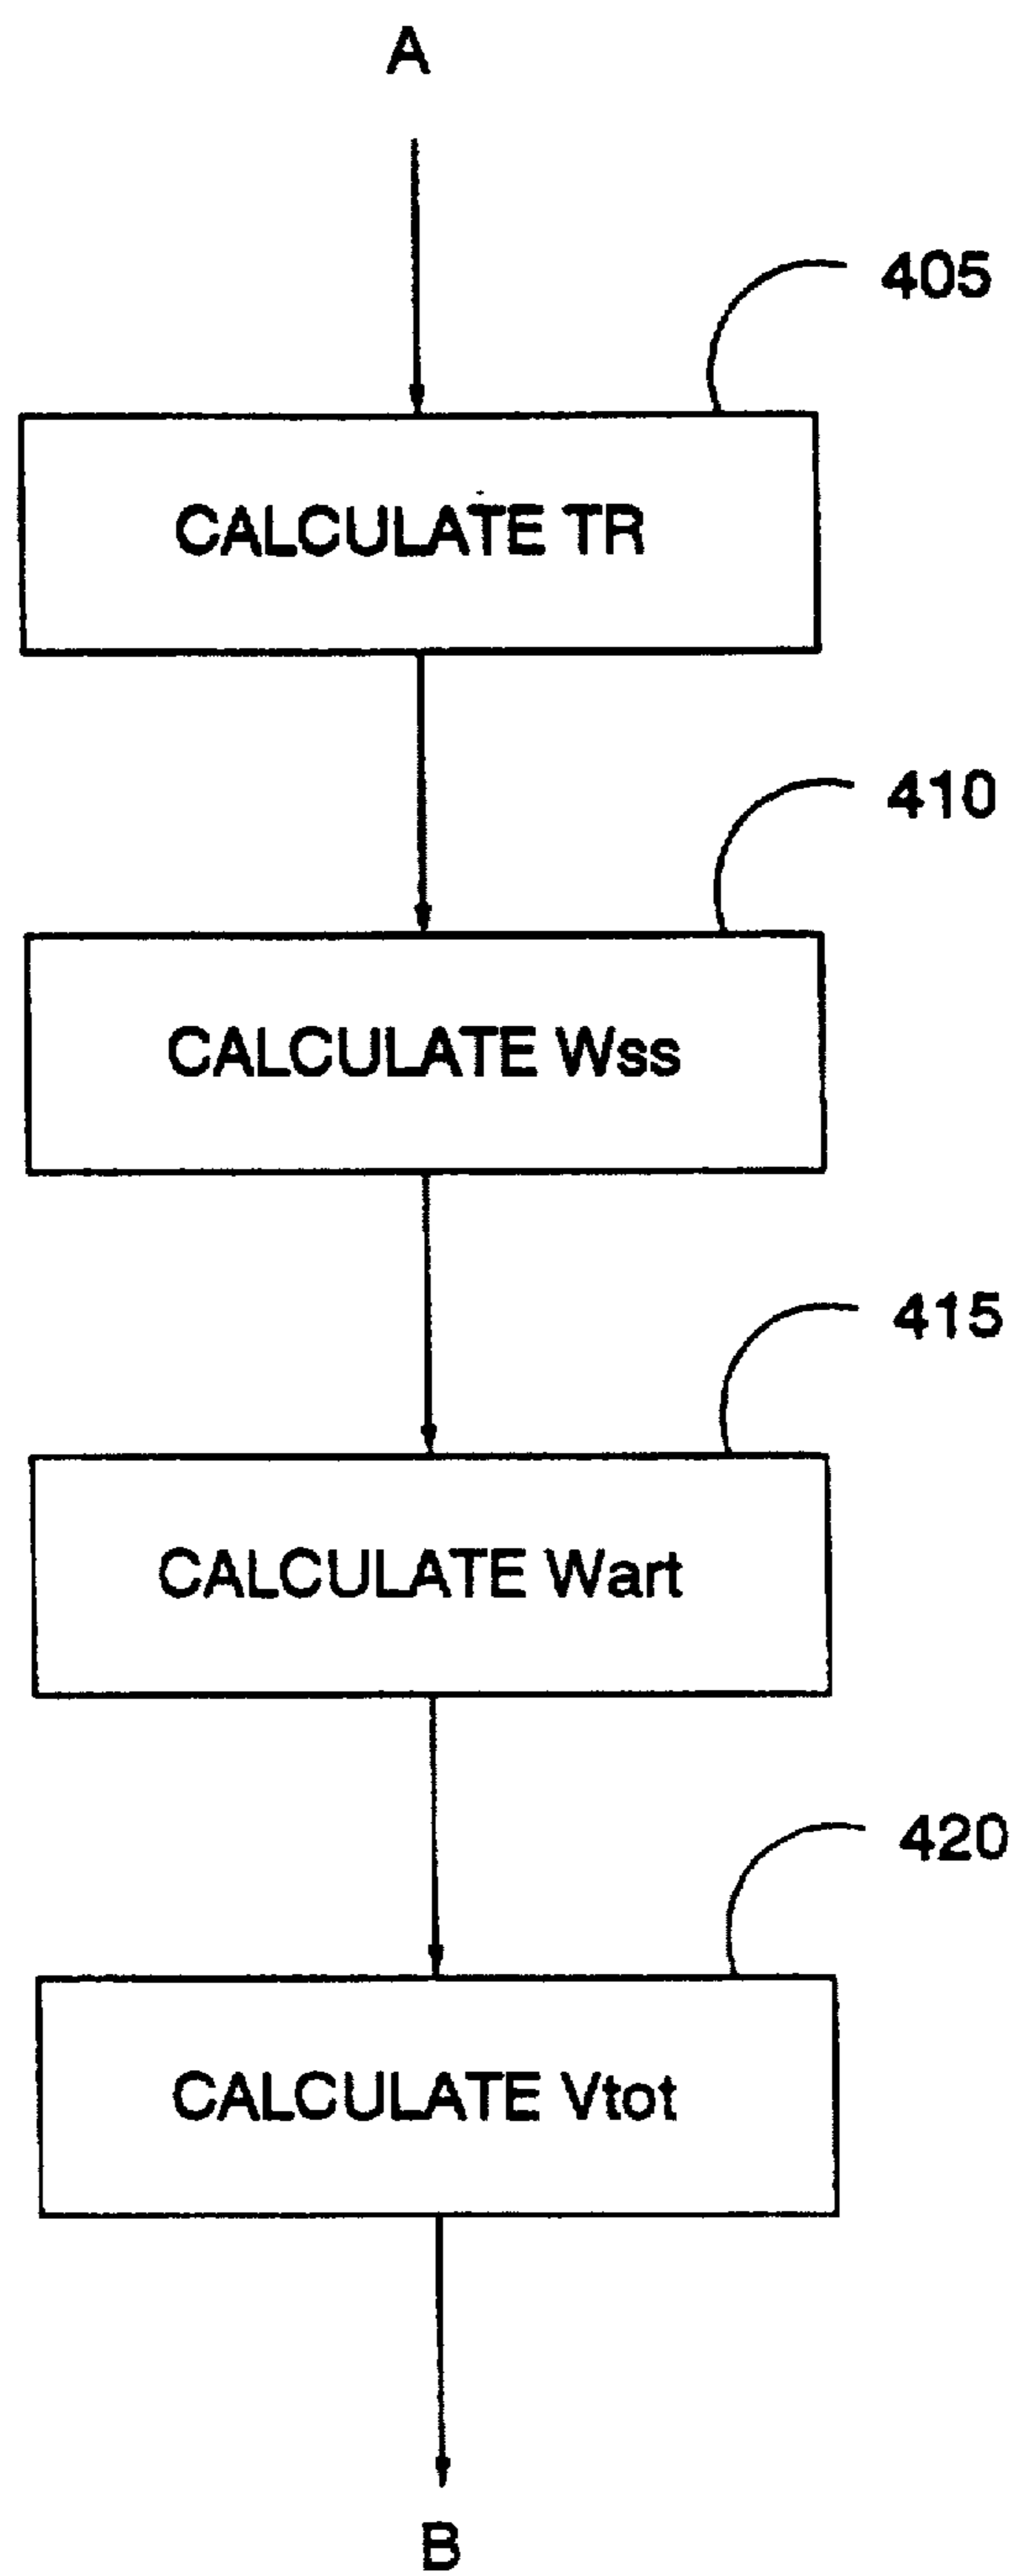 A
405
CALCULATE TR
410
CALCULATE Wss
415
CALCULATE Wart
420
CALCULATE Vtot
B